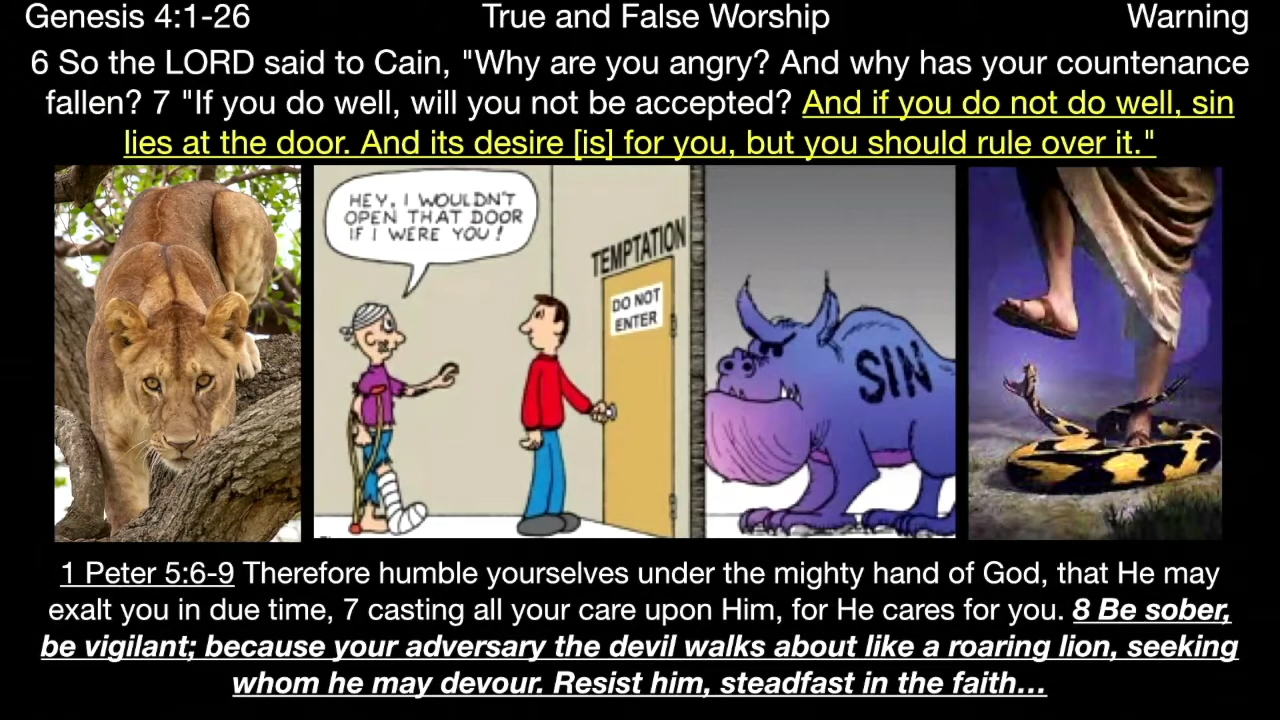 Genesis 4:1-26 True and False Worship Warning
6 So the LORD said to Cain, "Why are you angry? And why has your countenance
fallen? 7 "If you do well, will you not be accepted? And if you do not do well, sin
lies at the door. And its desire [is] for you, but you should rule over it."
HEY, I WOULDN'T
OPEN THAT DOOR
IF I WERE YOU!
TEMPTATION
DO NOT
ENTER
SIN
1 Peter 5:6-9 Therefore humble yourselves under the mighty hand of God, that He may
exalt you in due time, 7 casting all your care upon Him, for He cares for you. 8 Be sober,
be vigilant; because your adversary the devil walks about like a roaring lion, seeking
whom he may devour. Resist him, steadfast in the faith...